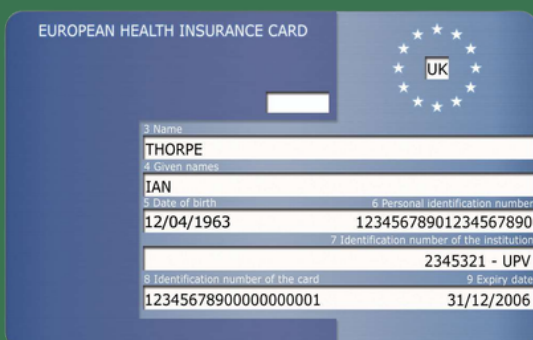 EUROPEAN HEALTH INSURANCE CARD
UK
3 Name
THORPE
4 Given names
IAN
5 Date of birth 6 Personal identification number
12/04/1963 12345678901234567890
7 Identification number of the institution
2345321 - UPV
8 Identification number of the card 9 Expiry date
12345678900000000001 31/12/2006